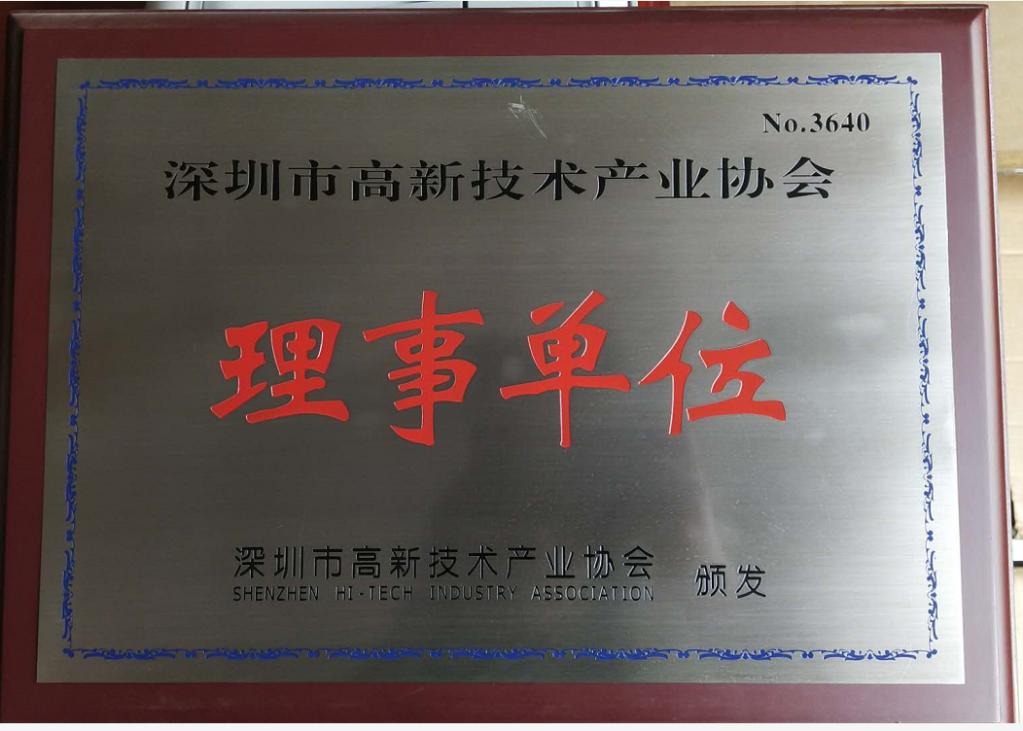 No.3640
深圳市高新技术产业协会
理事单位
深圳市高新技术产业协会 颁发
SHENZHEN HI-TECH INDUSTRY ASSOCIATION